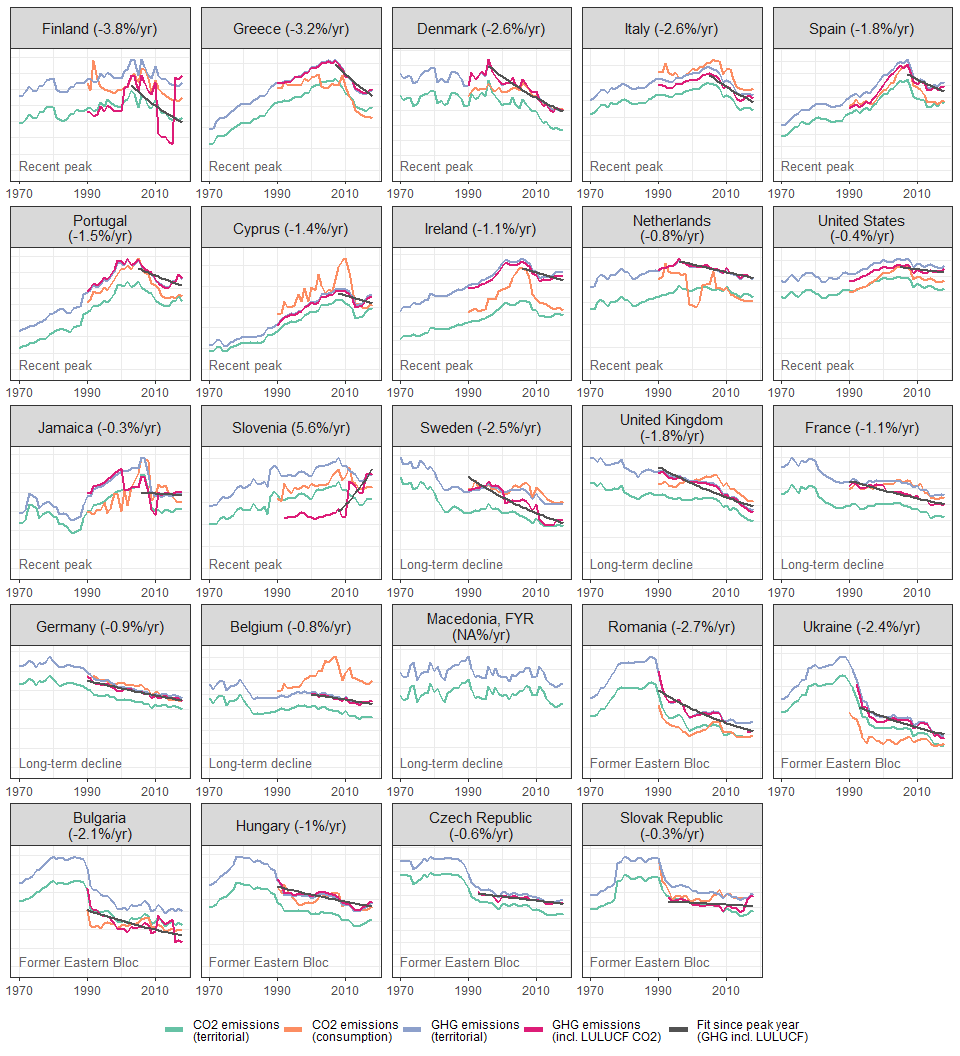 Finland (-3.8%/yr)
Greece (-3.2%/yr)
Denmark (-2.6%/yr)
Italy (-2.6%/yr)
Spain (-1.8%/yr)
Recent peak
Recent peak
Recent peak
Recent peak
Recent peak
1970 1990 2010
1970 1990 2010
1970 1990 2010
1970 1990 2010
1970 1990 2010
Portugal
(-1.5%/yr)
Cyprus (-1.4%/yr)
Ireland (-1.1%/yr)
Netherlands
(-0.8%/yr)
United States
(-0.4%/yr)
Recent peak
Recent peak
Recent peak
Recent peak
Recent peak
1970 1990 2010
1970 1990 2010
1970 1990 2010
1970 1990 2010
1970 1990 2010
Jamaica (-0.3%/yr)
Slovenia (5.6%/yr)
Sweden (-2.5%/yr)
United Kingdom
(-1.8%/yr)
France (-1.1%/yr)
Recent peak
Recent peak
Long-term decline
Long-term decline
Long-term decline
1970 1990 2010
1970 1990 2010
1970 1990 2010
1970 1990 2010
1970 1990 2010
Germany (-0.9%/yr)
Belgium (-0.8%/yr)
Macedonia, FYR
(NA%/yr)
Romania (-2.7%/yr)
Ukraine (-2.4%/yr)
Long-term decline
Long-term decline
Long-term decline
Former Eastern Bloc
Former Eastern Bloc
1970 1990 2010
1970 1990 2010
1970 1990 2010
1970 1990 2010
1970 1990 2010
Bulgaria
(-2.1%/yr)
Hungary (-1%/yr)
Czech Republic
(-0.6%/yr)
Slovak Republic
(-0.3%/yr)
Former Eastern Bloc
Former Eastern Bloc
Former Eastern Bloc
Former Eastern Bloc
1970 1990 2010
1970 1990 2010
1970 1990 2010
1970 1990 2010
CO2 emissions
(territorial)
CO2 emissions
(consumption)
GHG emissions
(territorial)
GHG emissions
(incl. LULUCF CO2)
Fit since peak year
(GHG incl. LULUCF)